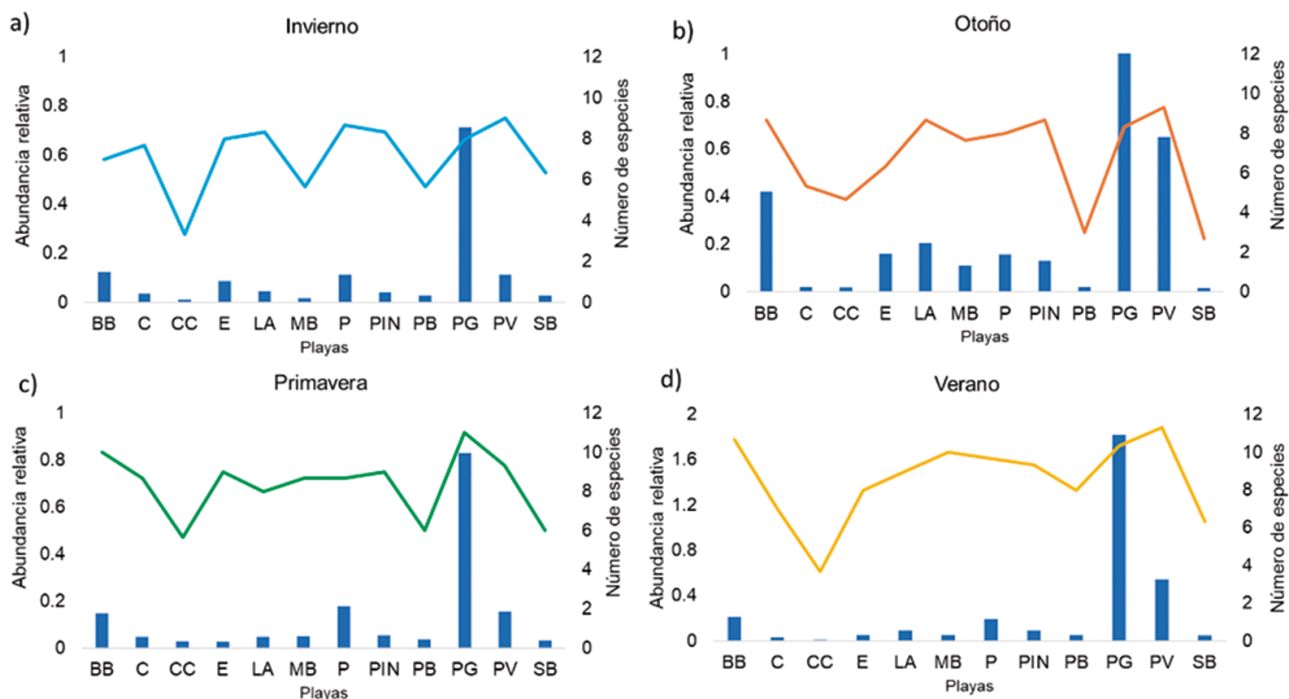 a)
Invierno
Abundancia relativa
1
0.8
0.6
0.4
0.2
0
12
10
8
6
4
2
0
Número de especies
BB C CC E LA MB P PIN PB PG PV SB
Playas
b)
Otoño
Abundancia relativa
1
0.8
0.6
0.4
0.2
0
12
10
8
6
4
2
0
Número de especies
BB C CC E LA MB P PIN PB PG PV SB
Playas
c)
Primavera
Abundancia relativa
1
0.8
0.6
0.4
0.2
0
12
10
8
6
4
2
0
Número de especies
BB C CC E LA MB P PIN PB PG PV SB
Playas
d)
Verano
Abundancia relativa
2
1.6
1.2
0.8
0.4
0
12
10
8
6
4
2
0
Número de especies
BB C CC E LA MB P PIN PB PG PV SB
Playas